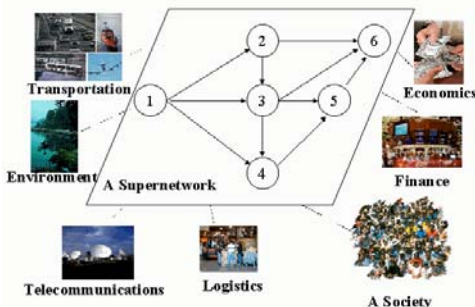 2
6
Transportation
1
3
5
Economics
4
Environment
A Supernetwork
Finance
Telecommunications
Logistics
A Society